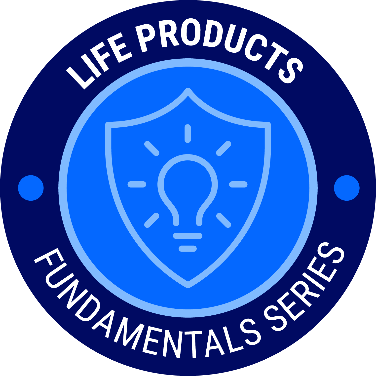 LIFE PRODUCTS
FUNDAMENTALS SERIES